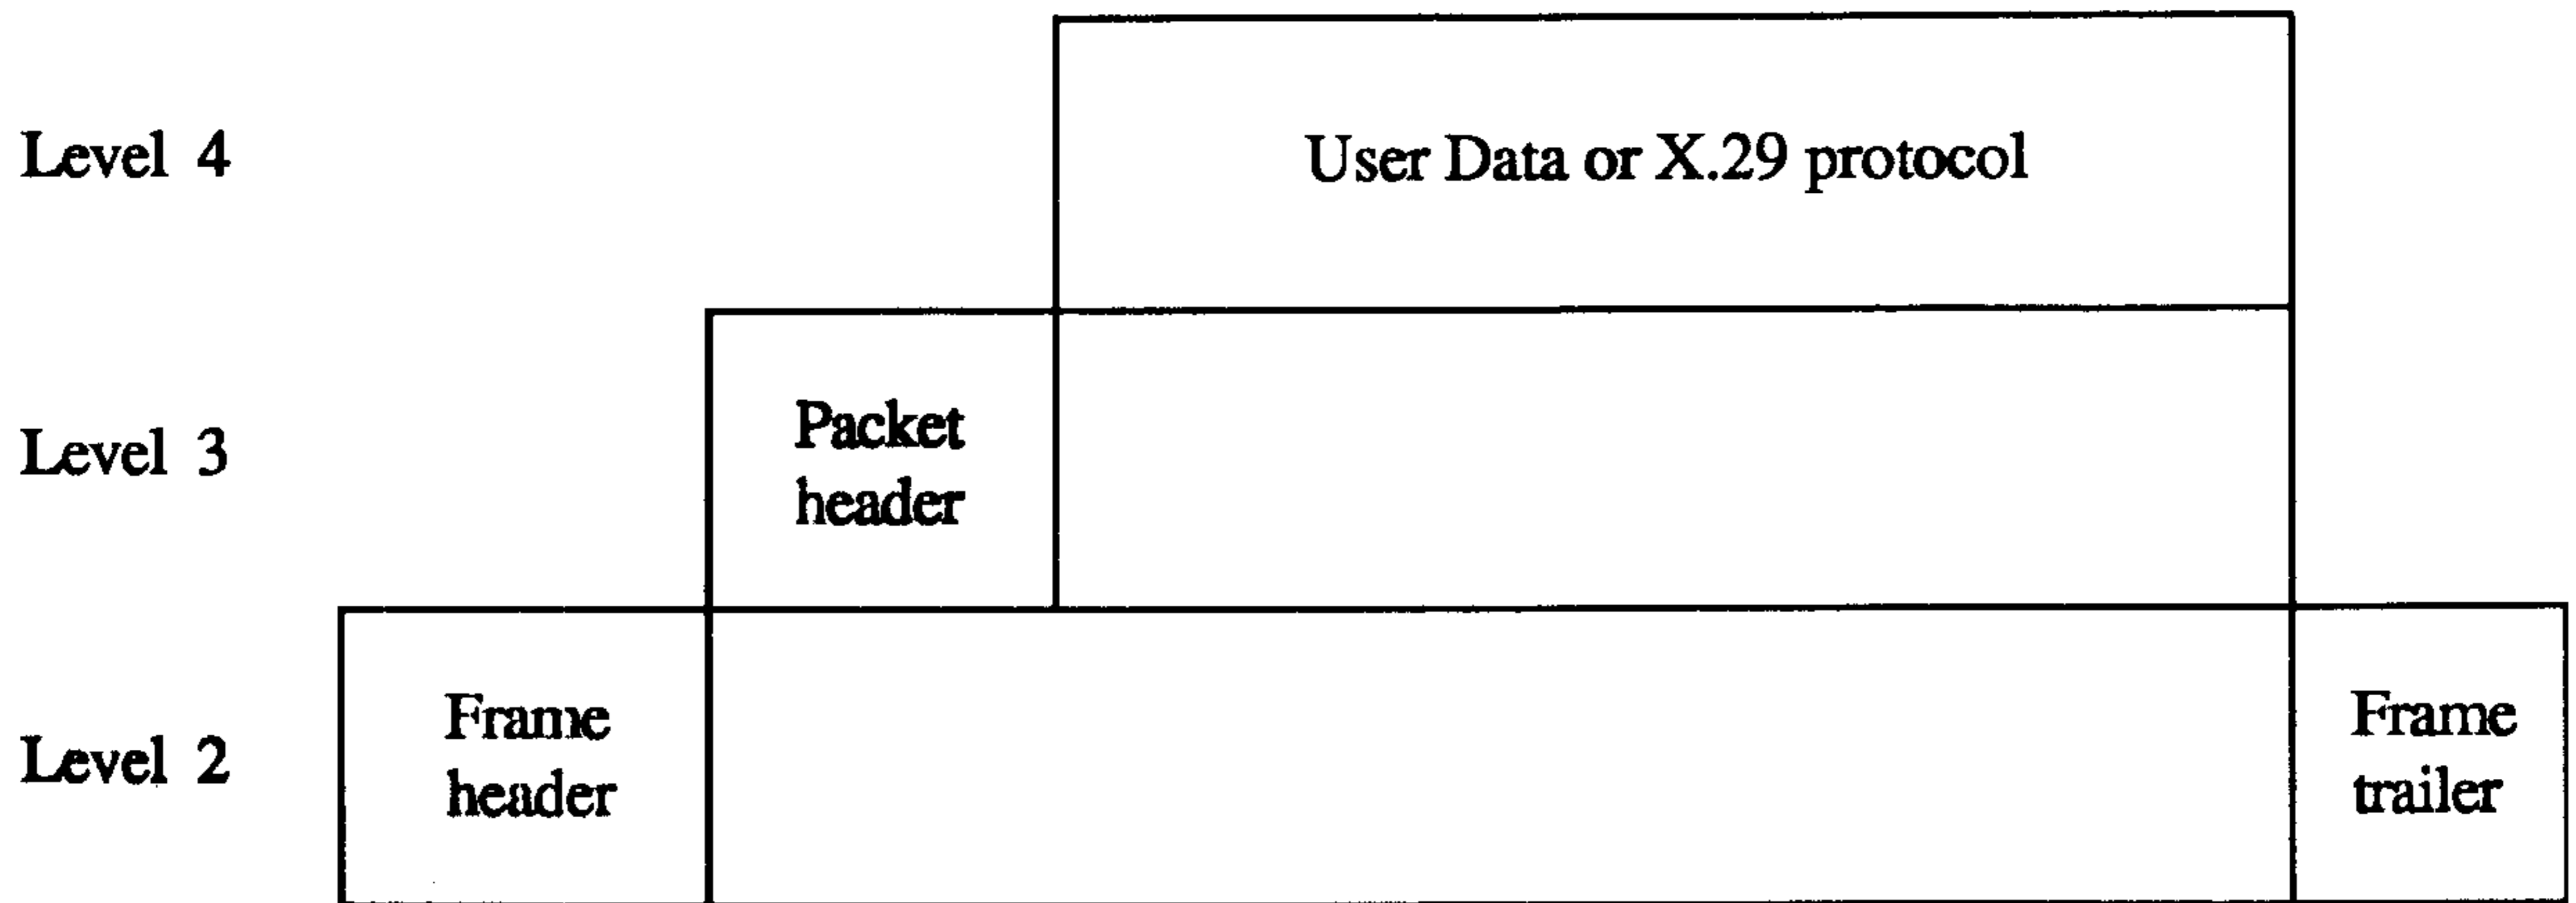 Level 4
User Data or X.29 protocol
Level 3
Packet
header
Level 2
Frame
header
Frame
trailer